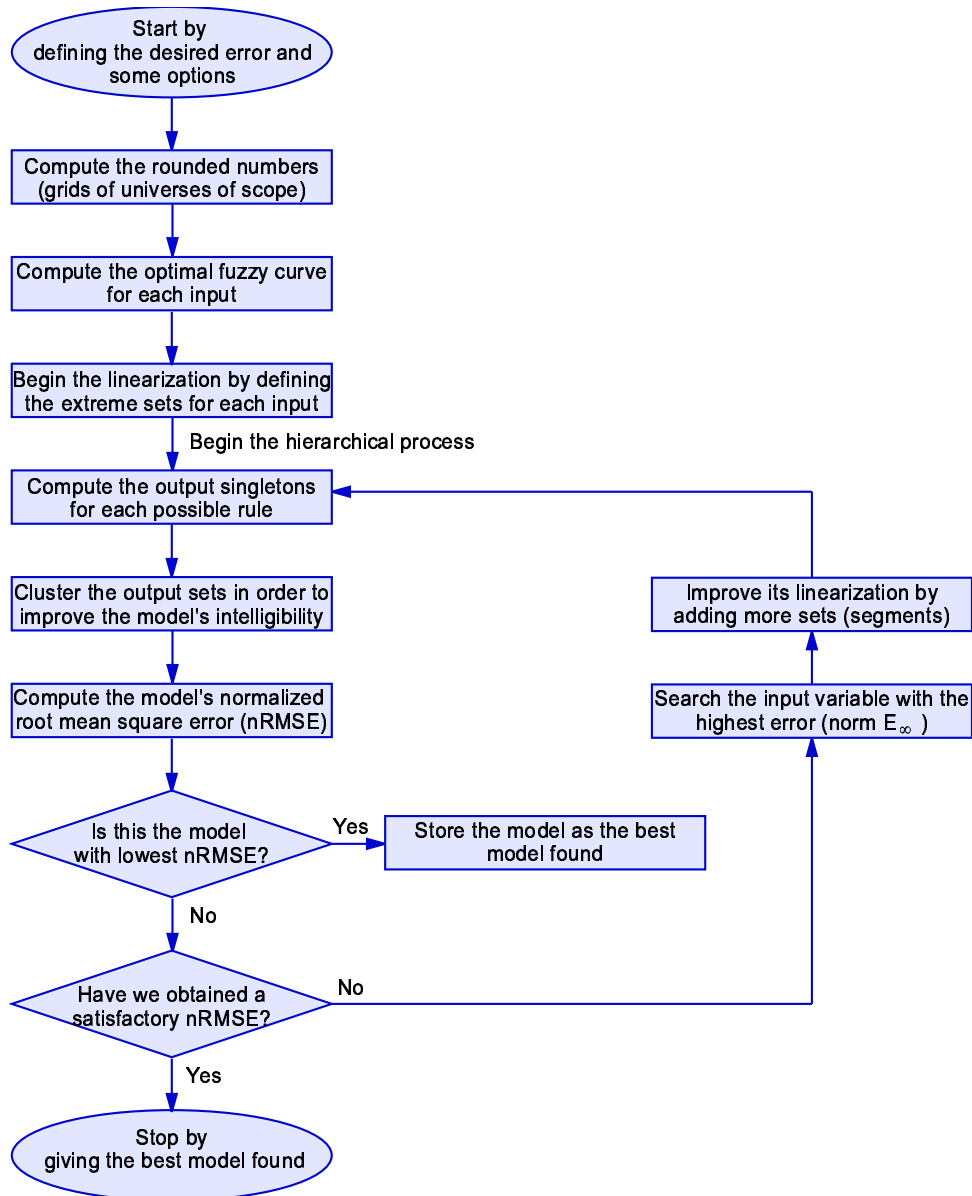 Start by
defining the desired error and
some options
Compute the rounded numbers
(grids of universes of scope)
Compute the optimal fuzzy curve
for each input
Begin the linearization by defining
the extreme sets for each input
Begin the hierarchical process
Compute the output singletons
for each possible rule
Cluster the output sets in order to
improve the model's intelligibility
Improve its linearization by
adding more sets (segments)
Compute the model's normalized
root mean square error (nRMSE)
Search the input variable with the
highest error (norm E∞ )
Is this the model
with lowest nRMSE?
Yes
Store the model as the best
model found
No
Have we obtained a
satisfactory nRMSE?
No
Yes
Stop by
giving the best model found